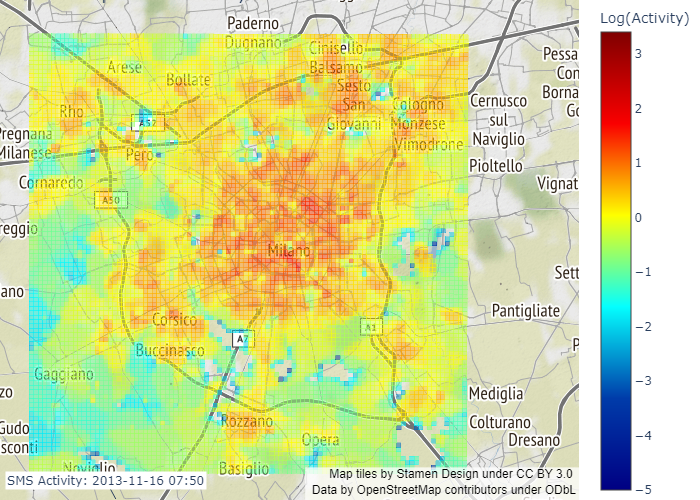 Paderno
Dugnano
Cinisello
Balsamo
Arese
Bollate
Sesto
San
Giovanni
Cologno
Monzese
Vimodrone
Rho
A52
Pero
Pregnana
Milanese
Cornaredo
A50
reggio
ano
Milano
Corsico
A7
A1
Buccinasco
Gaggiano
zo
Gudo
sconti
Rozzano
Opera
Noviglio
Basiglio
Pessa
Con
Borna
Go
Cernusco
sul
Naviglio
Pioltello
Vignat
Sett
Pantigliate
P
Mediglia
Colturano
Dresano
SMS Activity: 2013-11-16 07:50
Map tiles by Stamen Design under CC BY 3.0
Data by OpenStreetMap contributors under ODbL
Log(Activity)
3
2
1
0
−1
−2
−3
−4
−5